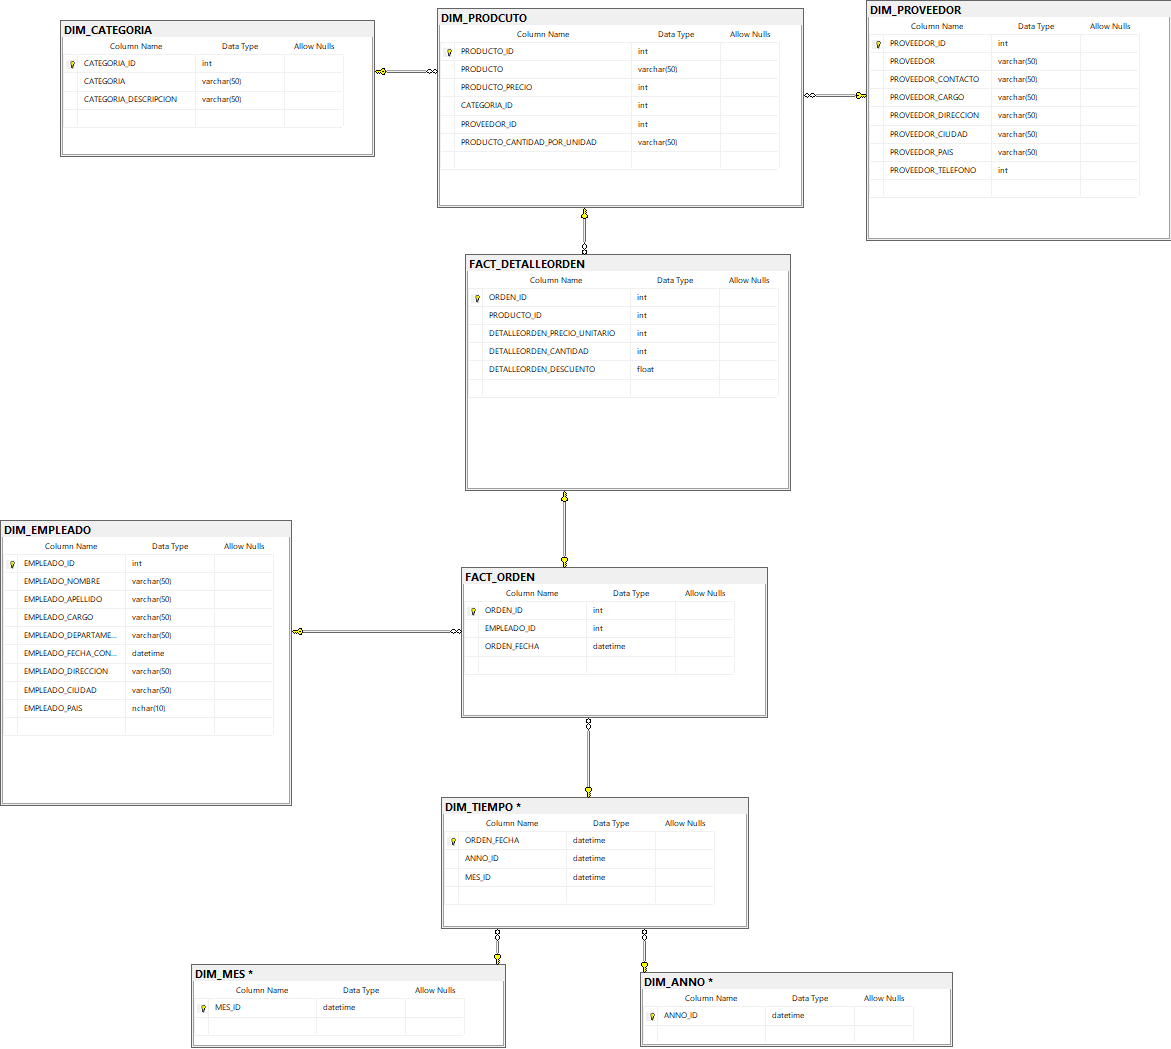 DIM_CATEGORIA
Column Name Data Type Allow Nulls
CATEGORIA_ID int
CATEGORIA varchar(50)
CATEGORIA_DESCRIPCION varchar(50)
DIM_PRODCUTO
Column Name Data Type Allow Nulls
PRODUCTO_ID int
PRODUCTO varchar(50)
PRODUCTO_PRECIO int
CATEGORIA_ID int
PROVEEDOR_ID int
PRODUCTO_CANTIDAD_POR_UNIDAD varchar(50)
DIM_PROVEEDOR
Column Name Data Type Allow Nulls
PROVEEDOR_ID int
PROVEEDOR varchar(50)
PROVEEDOR_CONTACTO varchar(50)
PROVEEDOR_CARGO varchar(50)
PROVEEDOR_DIRECCION varchar(50)
PROVEEDOR_CIUDAD varchar(50)
PROVEEDOR_PAIS varchar(50)
PROVEEDOR_TELEFONO int
FACT_DETALLEORDEN
Column Name Data Type Allow Nulls
ORDEN_ID int
PRODUCTO_ID int
DETALLEORDEN_PRECIO_UNITARIO int
DETALLEORDEN_CANTIDAD int
DETALLEORDEN_DESCUENTO float
DIM_EMPLEADO
Column Name Data Type Allow Nulls
EMPLEADO_ID int
EMPLEADO_NOMBRE varchar(50)
EMPLEADO_APELLIDO varchar(50)
EMPLEADO_CARGO varchar(50)
EMPLEADO_DEPARTAME... varchar(50)
EMPLEADO_FECHA_CON... datetime
EMPLEADO_DIRECCION varchar(50)
EMPLEADO_CIUDAD varchar(50)
EMPLEADO_PAIS nchar(10)
FACT_ORDEN
Column Name Data Type Allow Nulls
ORDEN_ID int
EMPLEADO_ID int
ORDEN_FECHA datetime
DIM_TIEMPO *
Column Name Data Type Allow Nulls
ORDEN_FECHA datetime
ANNO_ID datetime
MES_ID datetime
DIM_MES *
Column Name Data Type Allow Nulls
MES_ID datetime
DIM_ANNO *
Column Name Data Type Allow Nulls
ANNO_ID datetime